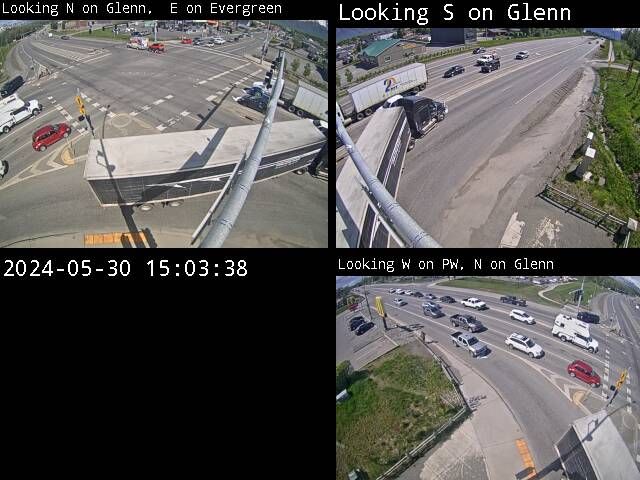 Looking N on Glenn, E on Evergreen
Looking S on Glenn
2024-05-30 15:03:38
Looking W on PW, N on Glenn